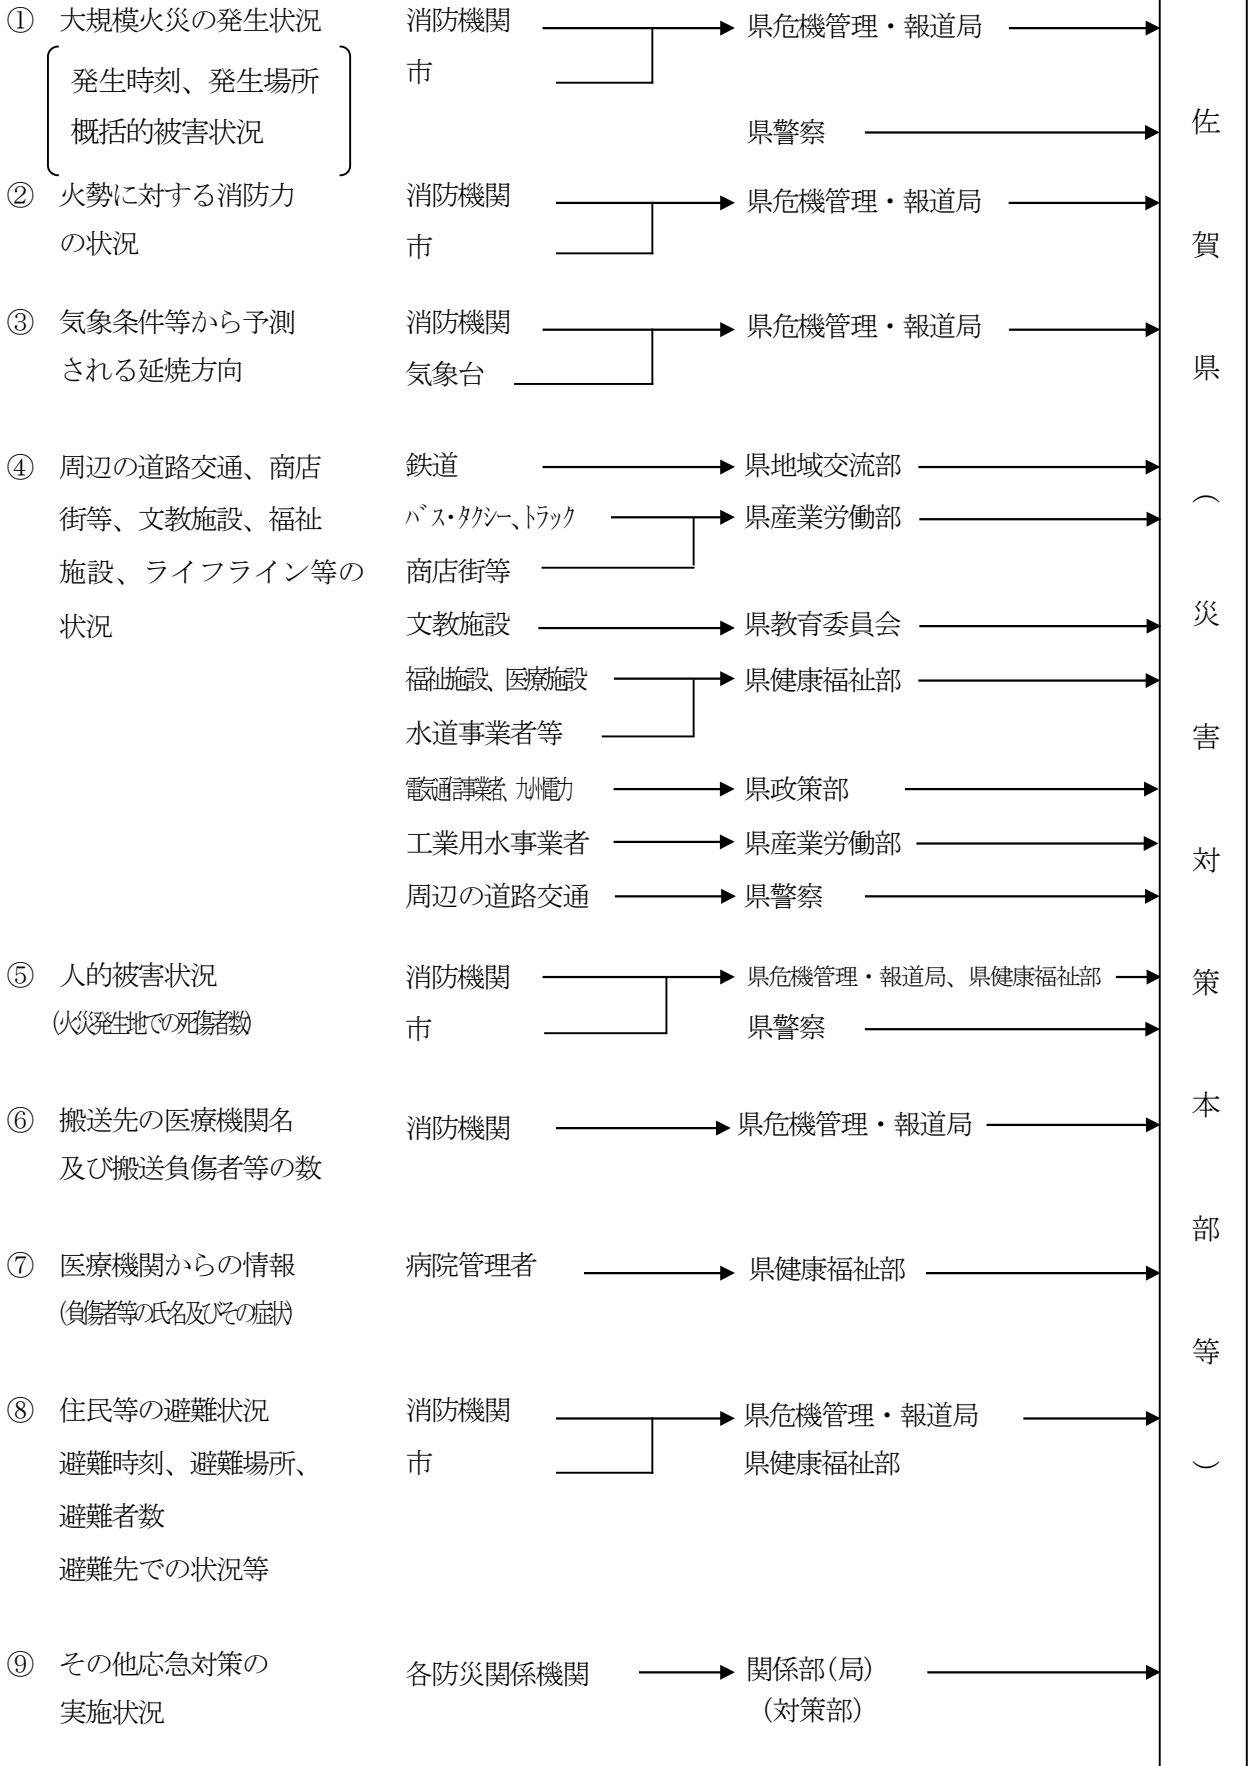 ① 大規模火災の発生状況 消防機関 県危機管理・報道局
発生時刻、発生場所 市
概括的被害状況 県警察
② 火勢に対する消防力 消防機関 県危機管理・報道局
の状況 市
③ 気象条件等から予測 消防機関 県危機管理・報道局
される延焼方向 気象台
④ 周辺の道路交通、商店 鉄道 県地域交流部
街等、文教施設、福祉 バス・タクシー、トラック 県産業労働部
施設、ライフライン等の 商店街等
状況 文教施設 県教育委員会
福祉施設、医療施設 県健康福祉部
水道事業者等
電気通信事業者、九州電力 県政策部
工業用水事業者 県産業労働部
周辺の道路交通 県警察
⑤ 人的被害状況 消防機関 県危機管理・報道局、県健康福祉部
(火災発生地での死傷者数) 市 県警察
⑥ 搬送先の医療機関名 消防機関 県危機管理・報道局
及び搬送負傷者等の数
⑦ 医療機関からの情報 病院管理者 県健康福祉部
(負傷者等の氏名及びその症状)
⑧ 住民等の避難状況 消防機関 県危機管理・報道局
避難時刻、避難場所、 市 県健康福祉部
避難者数
避難先での状況等
⑨ その他応急対策の 各防災関係機関 関係部(局)
実施状況 (対策部)
佐賀県(災害対策本部等)